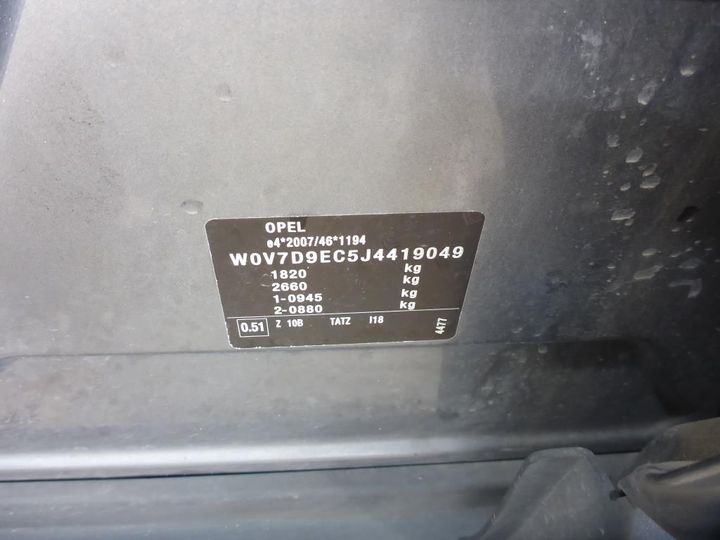 OPEL
e4*2007/46*1194
W0V7D9EC5J4419049
1820 kg
2660 kg
1-0945 kg
2-0880 kg
0.51 Z 10B TATZ I18
4477